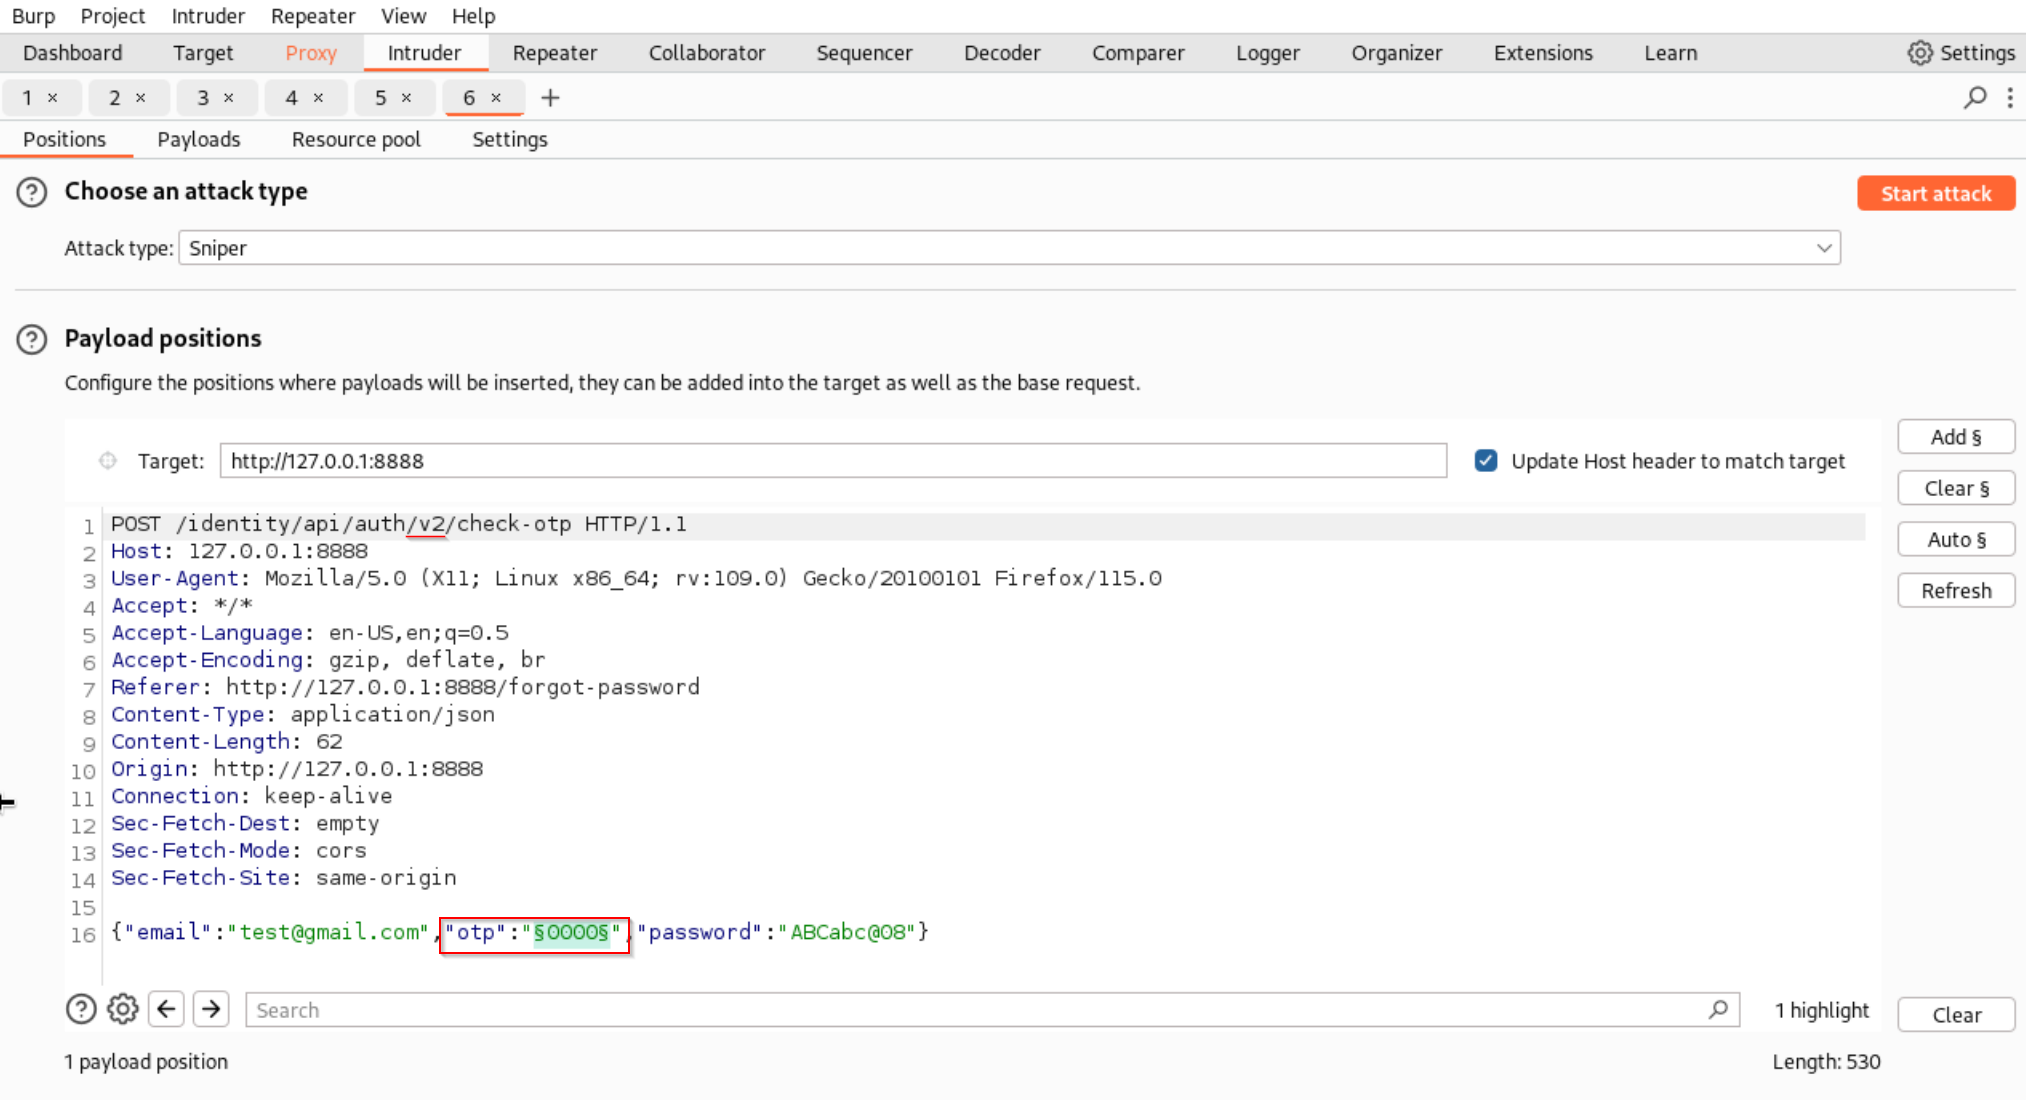 Burp Project Intruder Repeater View Help
Dashboard Target Proxy Intruder Repeater Collaborator Sequencer Decoder Comparer Logger Organizer Extensions Learn Settings
1 × 2 × 3 × 4 × 5 × 6 × +
Positions Payloads Resource pool Settings
Choose an attack type
Start attack
Attack type: Sniper
Payload positions
Configure the positions where payloads will be inserted, they can be added into the target as well as the base request.
Add §
Target: http://127.0.0.1:8888 Update Host header to match target
Clear §
Auto §
Refresh
1 POST /identity/api/auth/v2/check-otp HTTP/1.1
2 Host: 127.0.0.1:8888
3 User-Agent: Mozilla/5.0 (X11; Linux x86_64; rv:109.0) Gecko/20100101 Firefox/115.0
4 Accept: */*
5 Accept-Language: en-US,en;q=0.5
6 Accept-Encoding: gzip, deflate, br
7 Referer: http://127.0.0.1:8888/forgot-password
8 Content-Type: application/json
9 Content-Length: 62
10 Origin: http://127.0.0.1:8888
11 Connection: keep-alive
12 Sec-Fetch-Dest: empty
13 Sec-Fetch-Mode: cors
14 Sec-Fetch-Site: same-origin
15
16 {"email":"test@gmail.com","otp":"§0000§","password":"ABCabc@08"}
Search 1 highlight Clear
1 payload position Length: 530